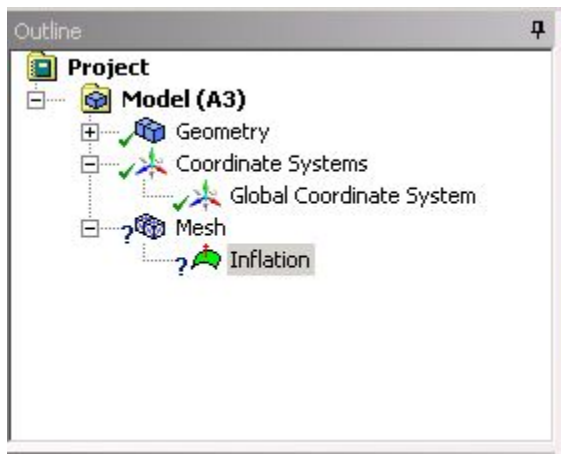 Outline
Project
Model (A3)
Geometry
Coordinate Systems
Global Coordinate System
? Mesh
? Inflation